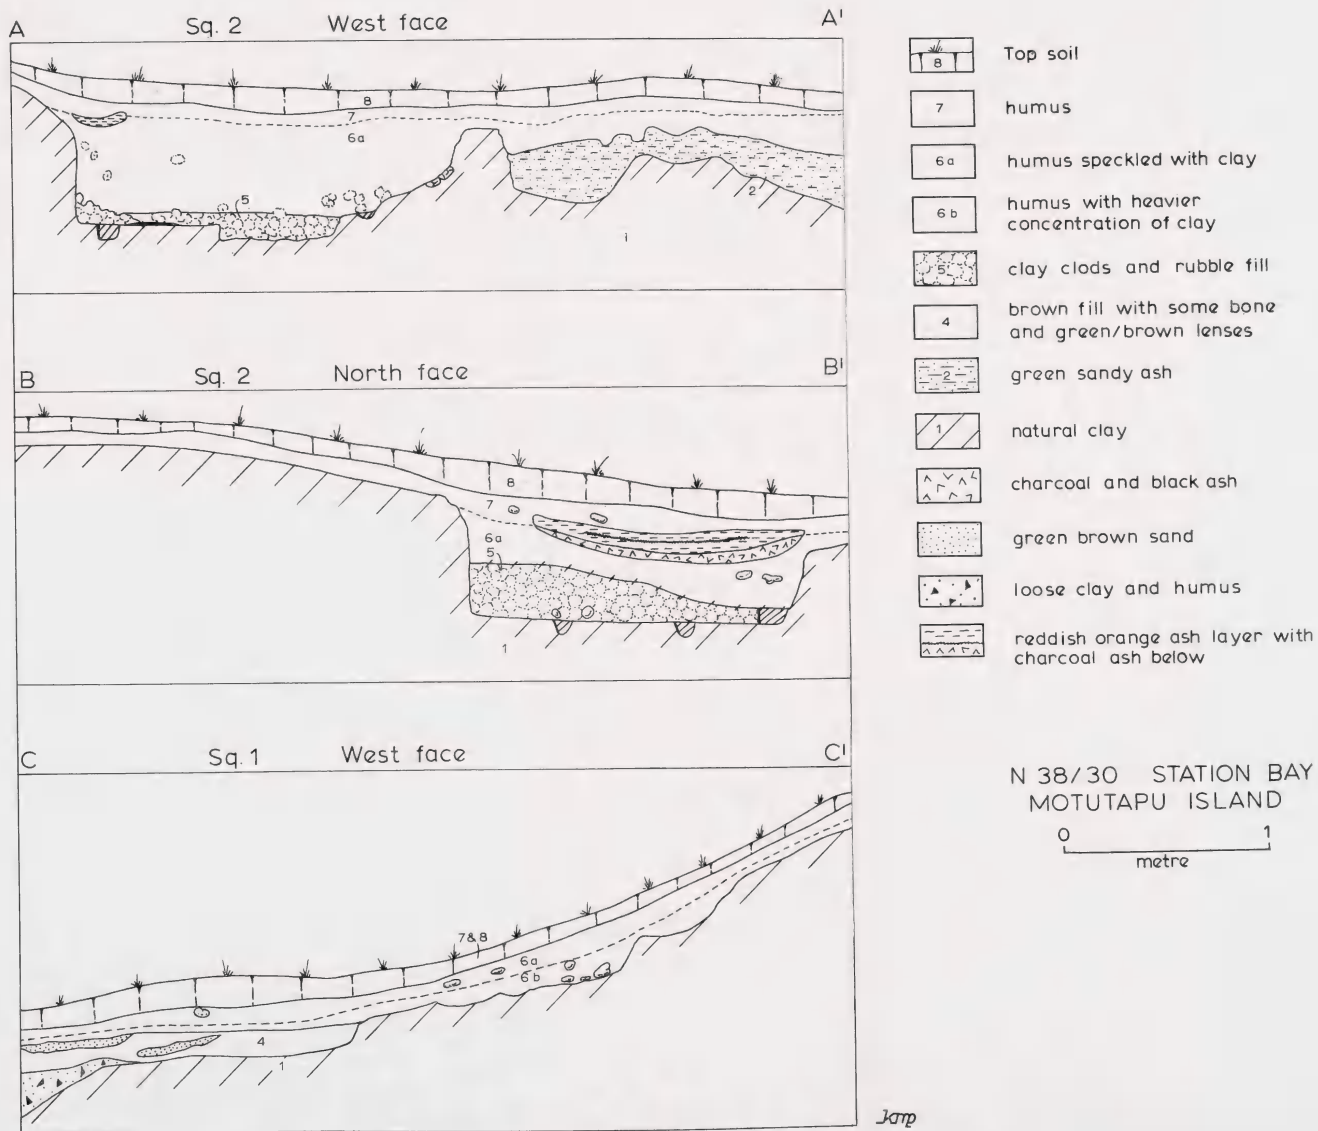 A Sq. 2 West face A'
8
7
6a
5
2
1
B Sq. 2 North face B'
8
7
6a
5
1
C Sq. 1 West face C'
7&8
6a
6b
4
1
8 Top soil
7 humus
6a humus speckled with clay
6b humus with heavier
concentration of clay
5 clay clods and rubble fill
4 brown fill with some bone
and green/brown lenses
2 green sandy ash
1 natural clay
charcoal and black ash
green brown sand
loose clay and humus
reddish orange ash layer with
charcoal ash below
N 38/30 STATION BAY
MOTUTAPU ISLAND
0 1
metre